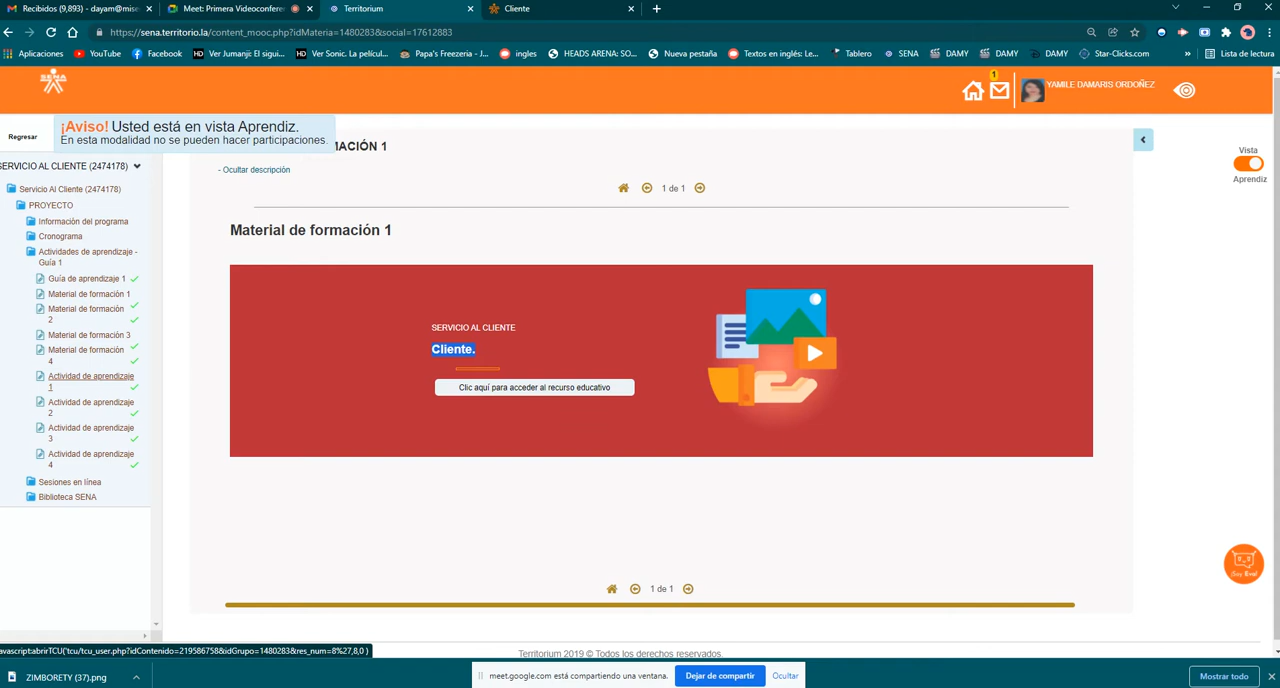 Recibidos (9,893) - dayam@mise
Meet: Primera Videoconferen
Territorium
Cliente
https://sena.territorio.la/content_mooc.php?idMateria=1480283&social=17612883
Aplicaciones YouTube Facebook Ver Jumanji: El sigui... Ver Sonic. La películ... Papa's Freezeria - J... ingles HEADS ARENA: SO... Nueva pestaña Textos en inglés: Le... Tablero SENA DAMY DAMY DAMY Star-Clicks.com » Lista de lectura
SENA
1
YAMILE DAMARIS ORDOÑEZ
Regresar
¡Aviso! Usted está en vista Aprendiz.
En esta modalidad no se pueden hacer participaciones.
MACIÓN 1
Vista
Aprendiz
SERVICIO AL CLIENTE (2474178)
Servicio Al Cliente (2474178)
PROYECTO
Información del programa
Cronograma
Actividades de aprendizaje -
Guía 1
Guía de aprendizaje 1
Material de formación 1
Material de formación
2
Material de formación 3
Material de formación
4
Actividad de aprendizaje
1
Actividad de aprendizaje
2
Actividad de aprendizaje
3
Actividad de aprendizaje
4
Sesiones en línea
Biblioteca SENA
- Ocultar descripción
1 de 1
Material de formación 1
SERVICIO AL CLIENTE
Cliente.
Clic aquí para acceder al recurso educativo
1 de 1
¡Soy Eva!
Territorium 2019 © Todos los derechos reservados.
avascript:abrirTCU('tcu/tcu_user.php?idContenido=219586758&idGrupo=1480283&res_num=8%27,8,0 )
ZIMBORETY (37).png
meet.google.com está compartiendo una ventana.
Dejar de compartir
Ocultar
Mostrar todo